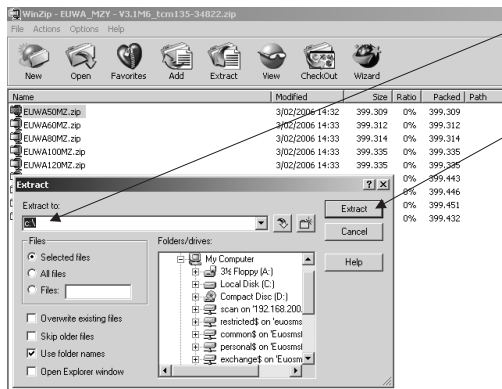 WinZip - EUWA_MZY - V3.1M6_tcm135-34822.zip
File Actions Options Help
New Open Favorites Add Extract View CheckOut Wizard
Name Modified Size Ratio Packed Path
EUWA50MZ.zip 3/02/2006 14:32 399.309 0% 399.309
EUWA60MZ.zip 3/02/2006 14:33 399.312 0% 399.312
EUWA80MZ.zip 3/02/2006 14:33 399.314 0% 399.314
EUWA100MZ.zip 3/02/2006 14:33 399.335 0% 399.335
EUWA120MZ.zip 3/02/2006 14:33 399.335 0% 399.335
0% 399.443
0% 399.446
0% 399.451
0% 399.432
Extract
Extract to:
c:\
Extract
Cancel
Help
Files
Selected files
All files
Files:
Overwrite existing files
Skip older files
Use folder names
Open Explorer window
Folders/drives:
My Computer
3½ Floppy (A:)
Local Disk (C:)
Compact Disc (D:)
scan on '192.168.200.
restricted$ on 'euosms
common$ on 'Euosmsl
personal$ on 'Euosmsl
exchange$ on 'Euosm